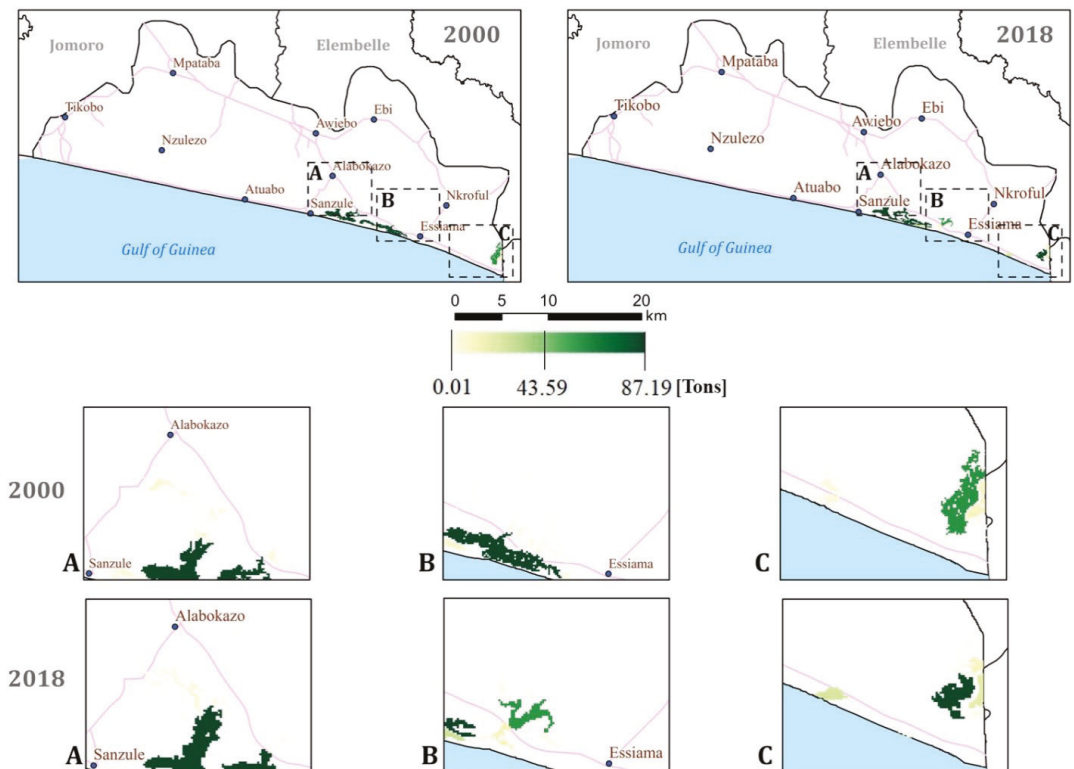 Jomoro
Elembelle
2000
Mpataba
Tikobo
Ebi
Awiebo
Nzulezo
A
Alabokazo
B
Atuabo
Nkroful
Sanzule
Essiama
C
Gulf of Guinea
Jomoro
Elembelle
2018
Mpataba
Tikobo
Ebi
Awiebo
Nzulezo
A
Alabokazo
B
Atuabo
Nkroful
Sanzule
Essiama
C
Gulf of Guinea
0 5 10 20
km
0.01 43.59 87.19 [Tons]
2000
Alabokazo
A
Sanzule
B
Essiama
C
2018
Alabokazo
A
Sanzule
B
Essiama
C